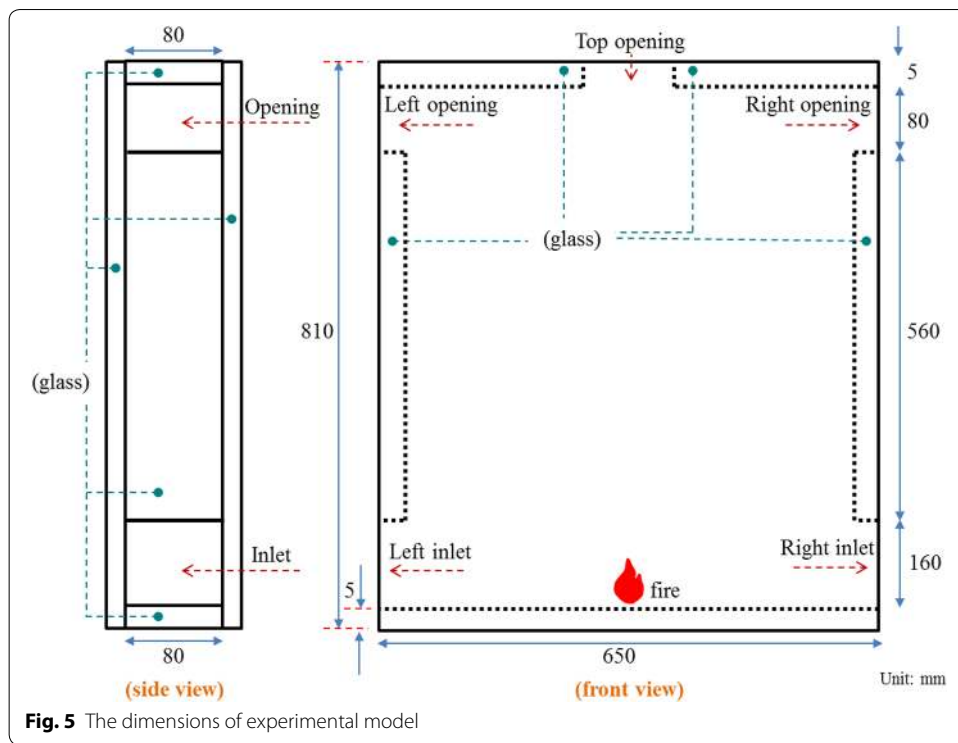 80
Top opening
5
Opening
Left opening
Right opening
80
(glass)
810
560
(glass)
Inlet
Left inlet
Right inlet
160
5
fire
80
650
(side view)
(front view)
Unit: mm
Fig. 5 The dimensions of experimental model